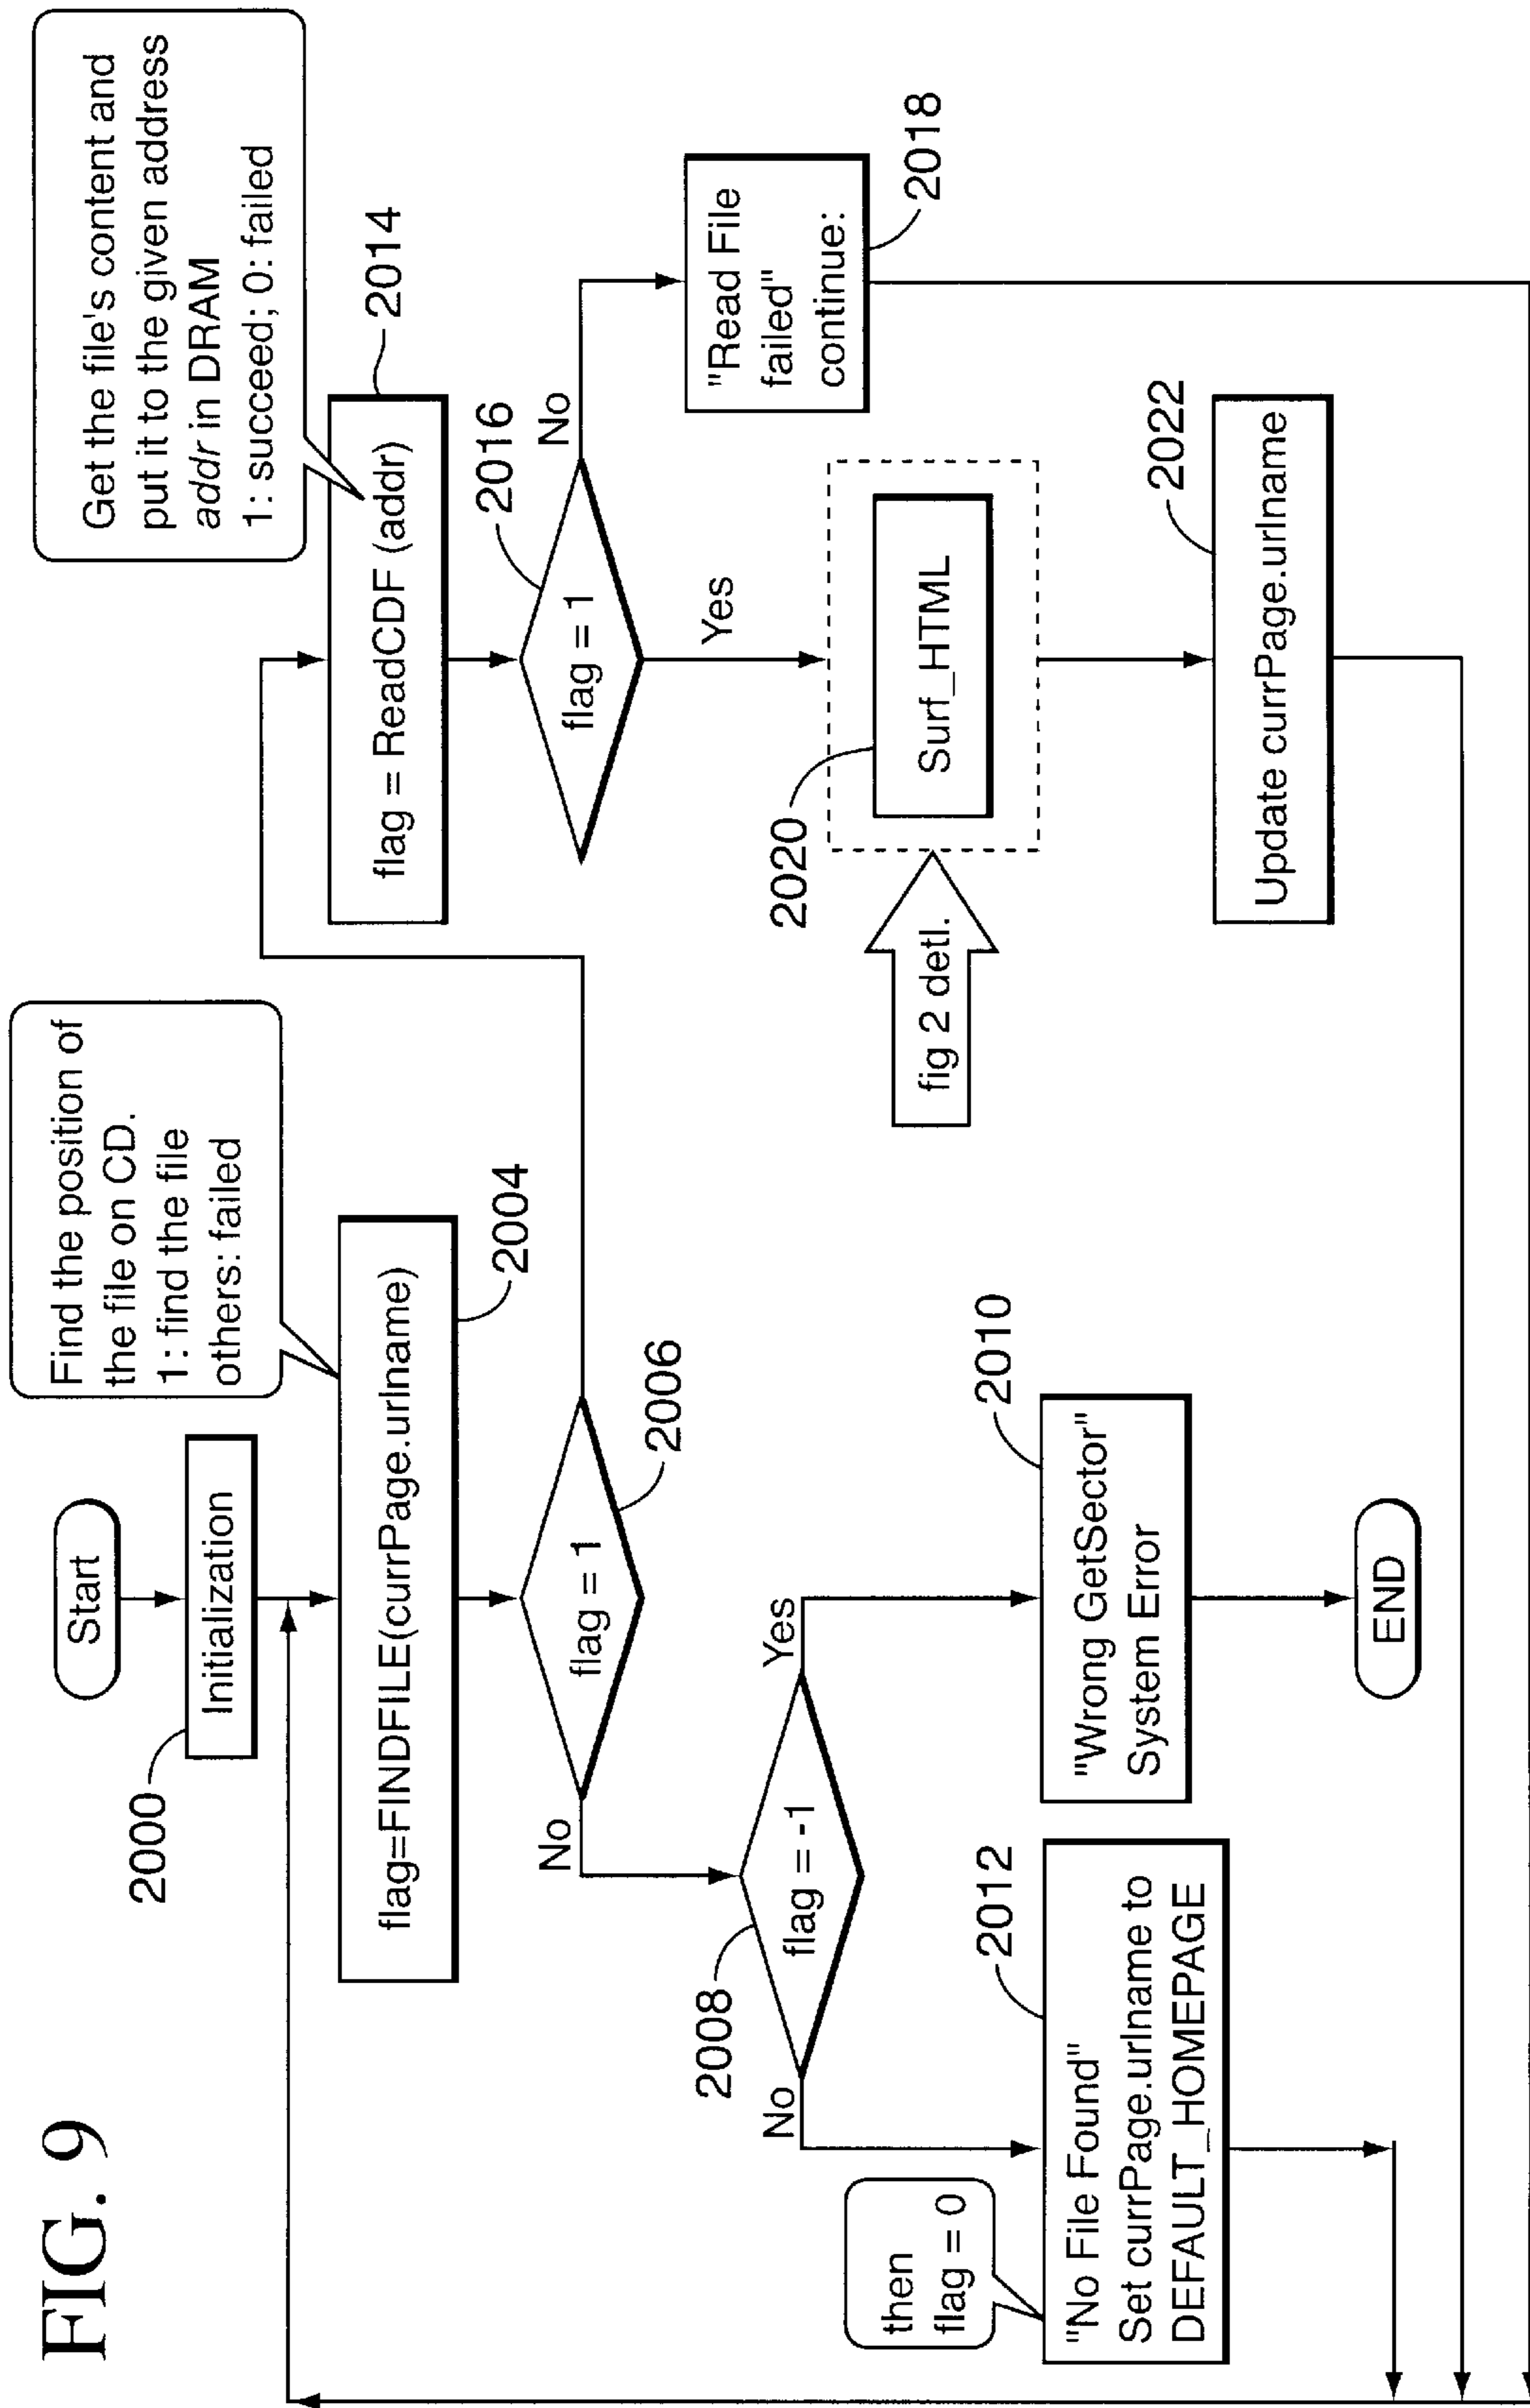 FIG. 9
Start
2000
Initialization
Find the position of
the file on CD.
1: find the file
others: failed
flag=FINDFILE(currPage.urlname)
2004
flag = 1
2006
No
2008
flag = -1
No
Yes
then
flag = 0
"No File Found"
Set currPage.urlname to
DEFAULT_HOMEPAGE
2012
"Wrong GetSector"
System Error
2010
END
Get the file's content and
put it to the given address
addr in DRAM
1: succeed; 0: failed
flag = ReadCDF (addr)
2014
flag = 1
2016
No
Yes
"Read File
failed"
continue:
2018
2020
Surf_HTML
fig 2 detl.
Update currPage.urlname
2022